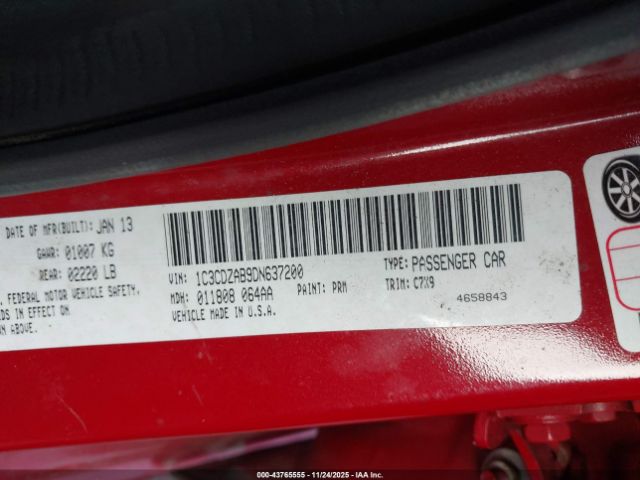 DATE OF MFR(BUILT): JAN 13
GAWR: 01007 KG
REAR: 02220 LB
FEDERAL MOTOR VEHICLE SAFETY.
IN EFFECT ON
ABOVE.
VIN: 1C3CDZAB9DN637200
TYPE: PASSENGER CAR
MDH: 011808 064AA
PAINT: PRM
TRIM: C7X9
VEHICLE MADE IN U.S.A.
4658843
000-43765555 - 11/24/2025 - IAA Inc.